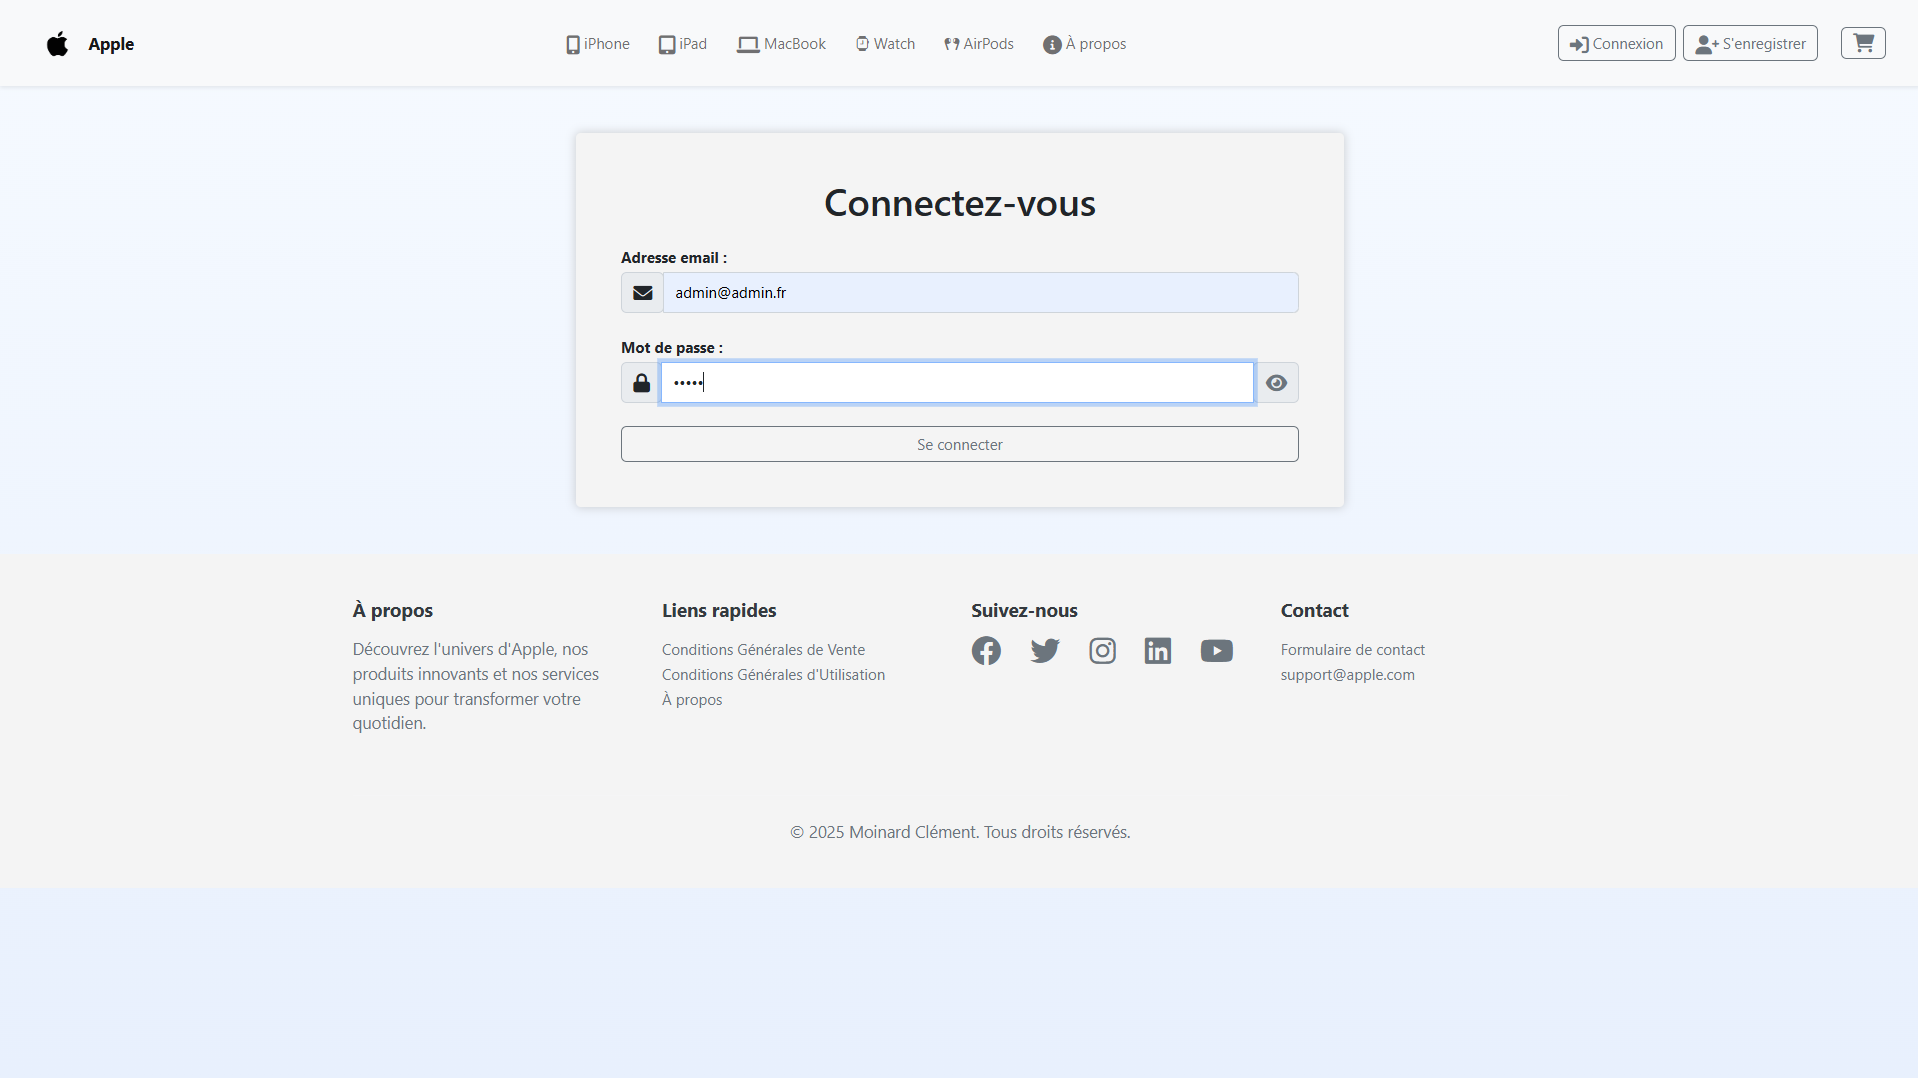 Apple
iPhone
iPad
MacBook
Watch
AirPods
À propos
Connexion
S'enregistrer
Connectez-vous
Adresse email :
admin@admin.fr
Mot de passe :
•••••
Se connecter
À propos
Découvrez l'univers d'Apple, nos
produits innovants et nos services
uniques pour transformer votre
quotidien.
Liens rapides
Conditions Générales de Vente
Conditions Générales d'Utilisation
À propos
Suivez-nous
Contact
Formulaire de contact
support@apple.com
© 2025 Moinard Clément. Tous droits réservés.